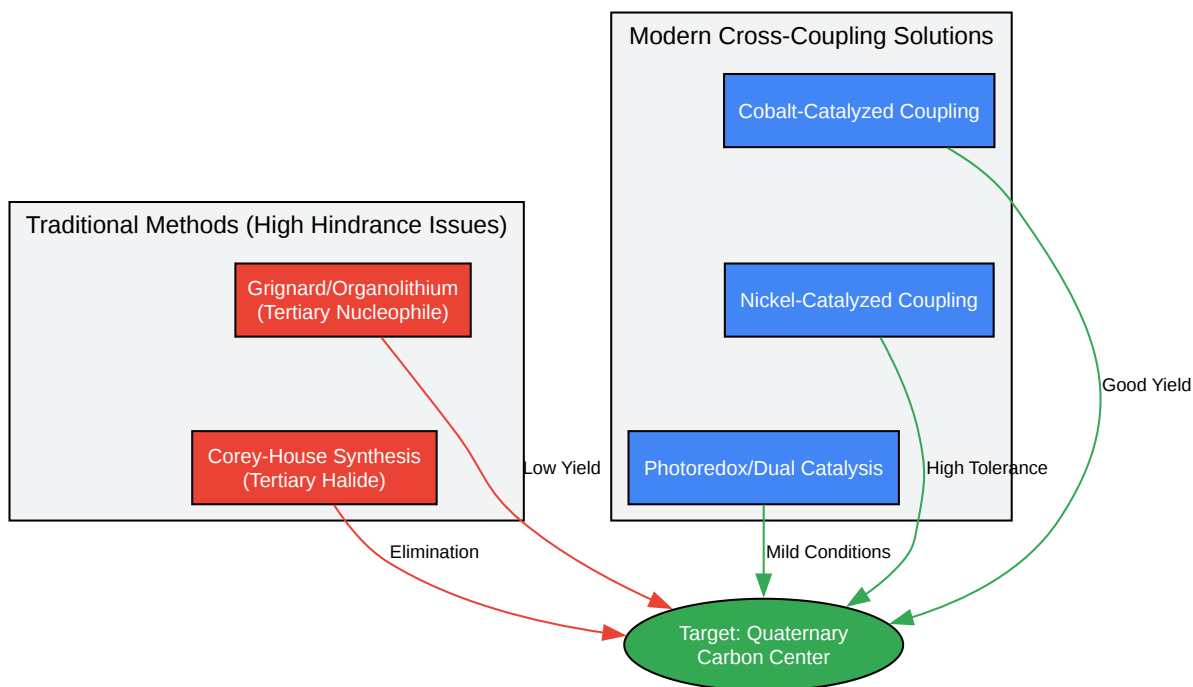 Modern Cross-Coupling Solutions
Cobalt-Catalyzed Coupling
Traditional Methods (High Hindrance Issues)
Grignard/Organolithium
(Tertiary Nucleophile)
Nickel-Catalyzed Coupling
Good Yield
Corey-House Synthesis
(Tertiary Halide)
Low Yield
Photoredox/Dual Catalysis
High Tolerance
Elimination
Mild Conditions
Target: Quaternary
Carbon Center